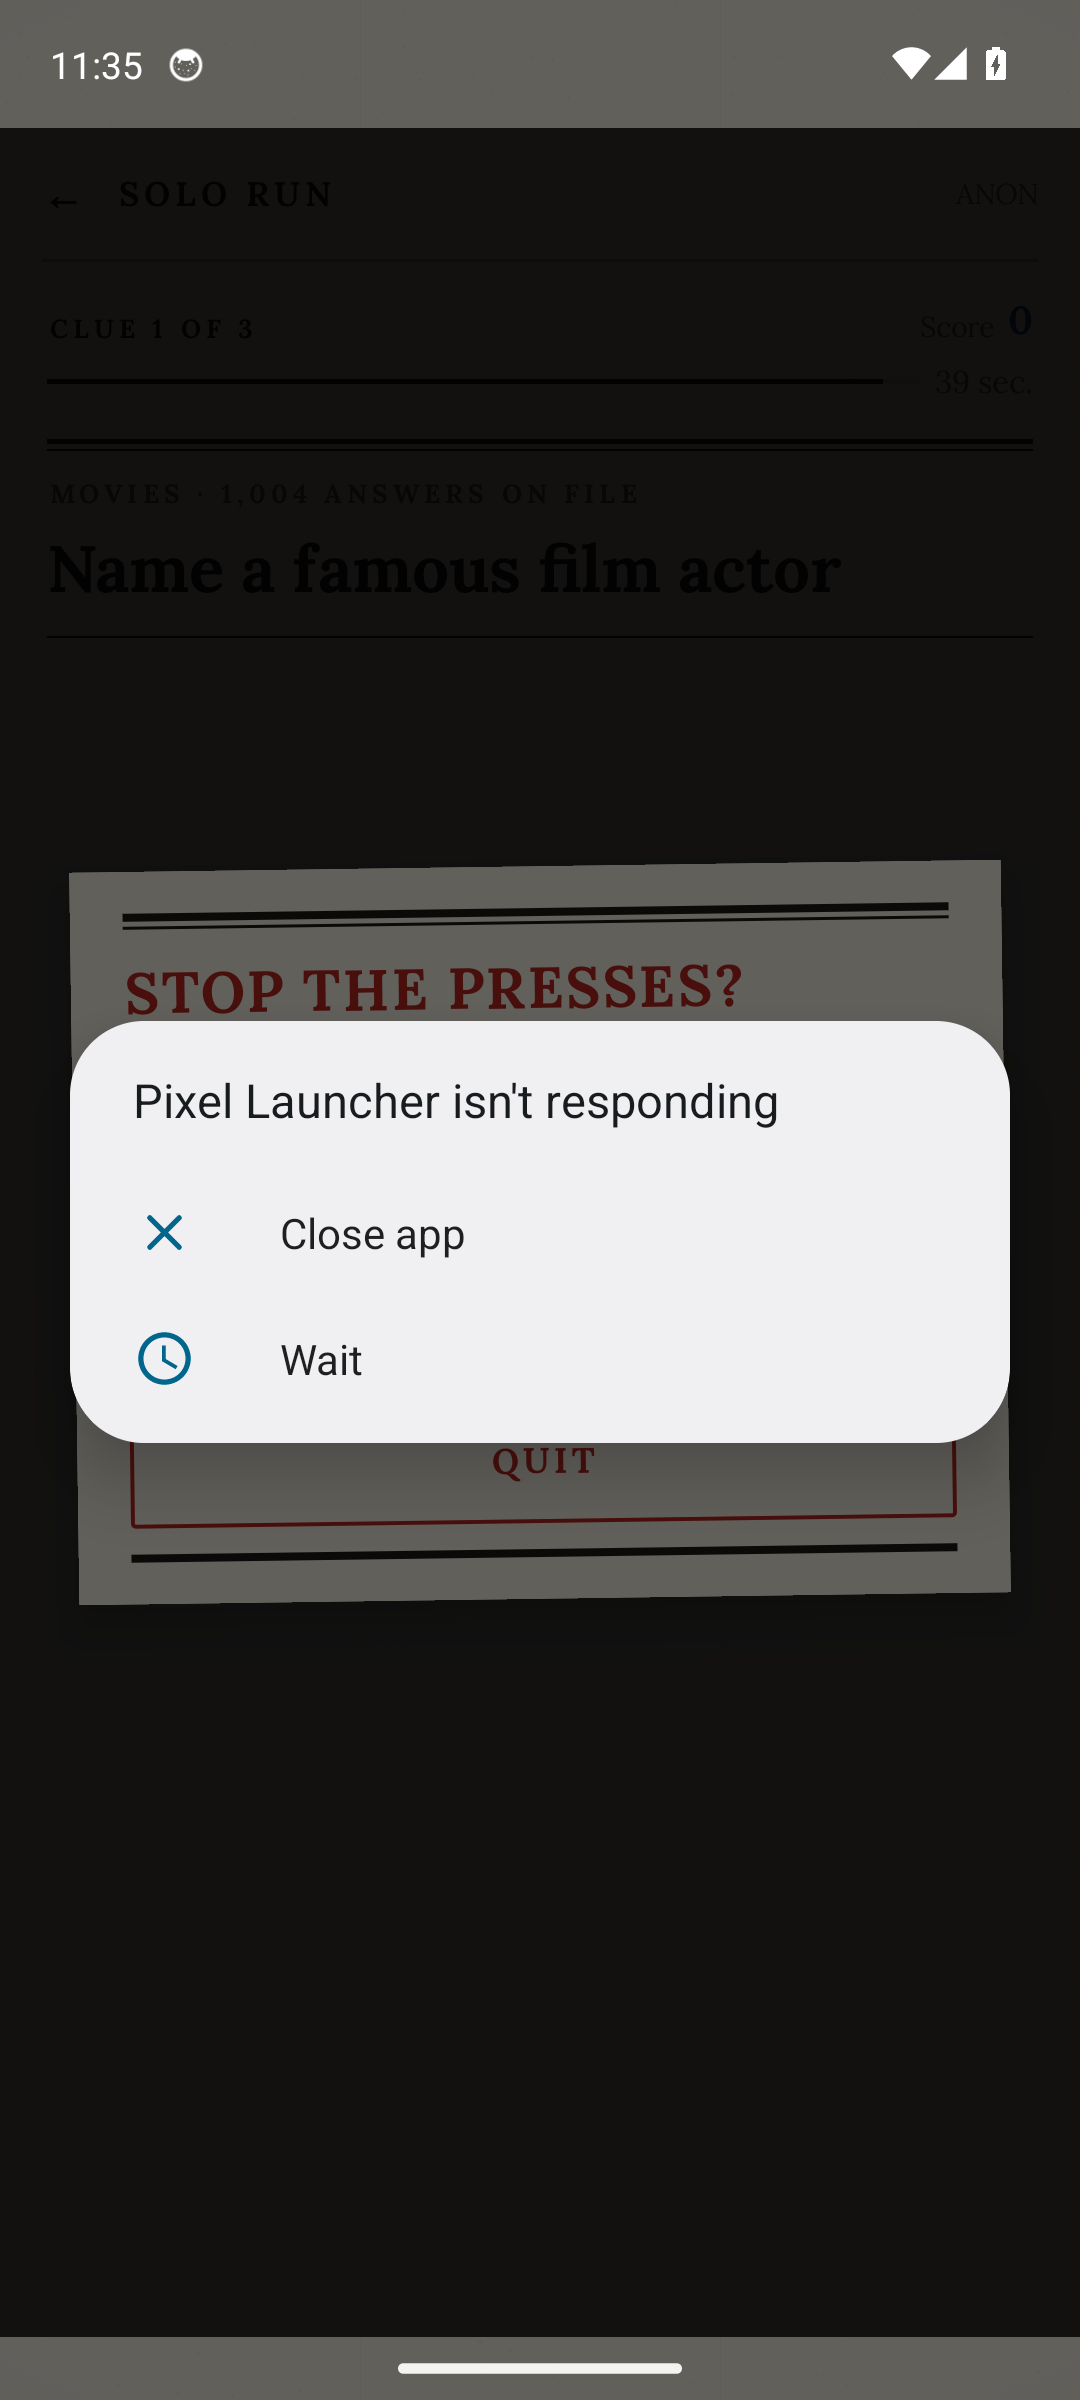 11:35
← SOLO RUN
ANON
CLUE 1 OF 3
Score 0
39 sec.
MOVIES · 1,004 ANSWERS ON FILE
Name a famous film actor
STOP THE PRESSES?
Pixel Launcher isn't responding
Close app
Wait
QUIT